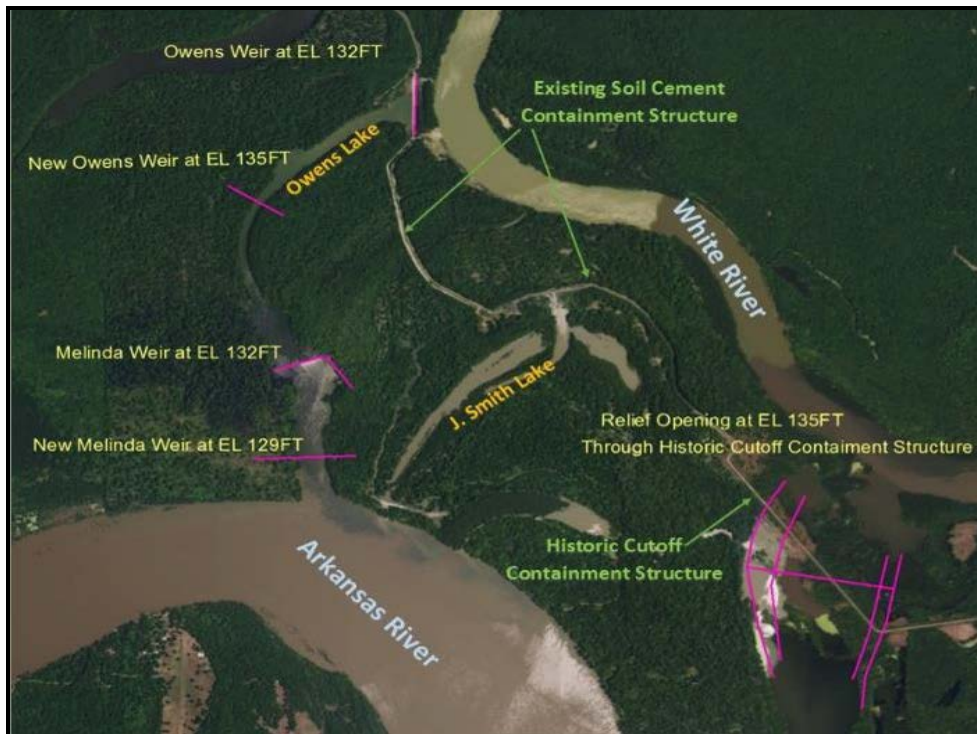 Owens Weir at EL 132FT
Existing Soil Cement
Containment Structure
New Owens Weir at EL 135FT
Owens Lake
White River
Melinda Weir at EL 132FT
J. Smith Lake
Relief Opening at EL 135FT
Through Historic Cutoff Contaiment Structure
New Melinda Weir at EL 129FT
Historic Cutoff
Containment Structure
Arkansas River